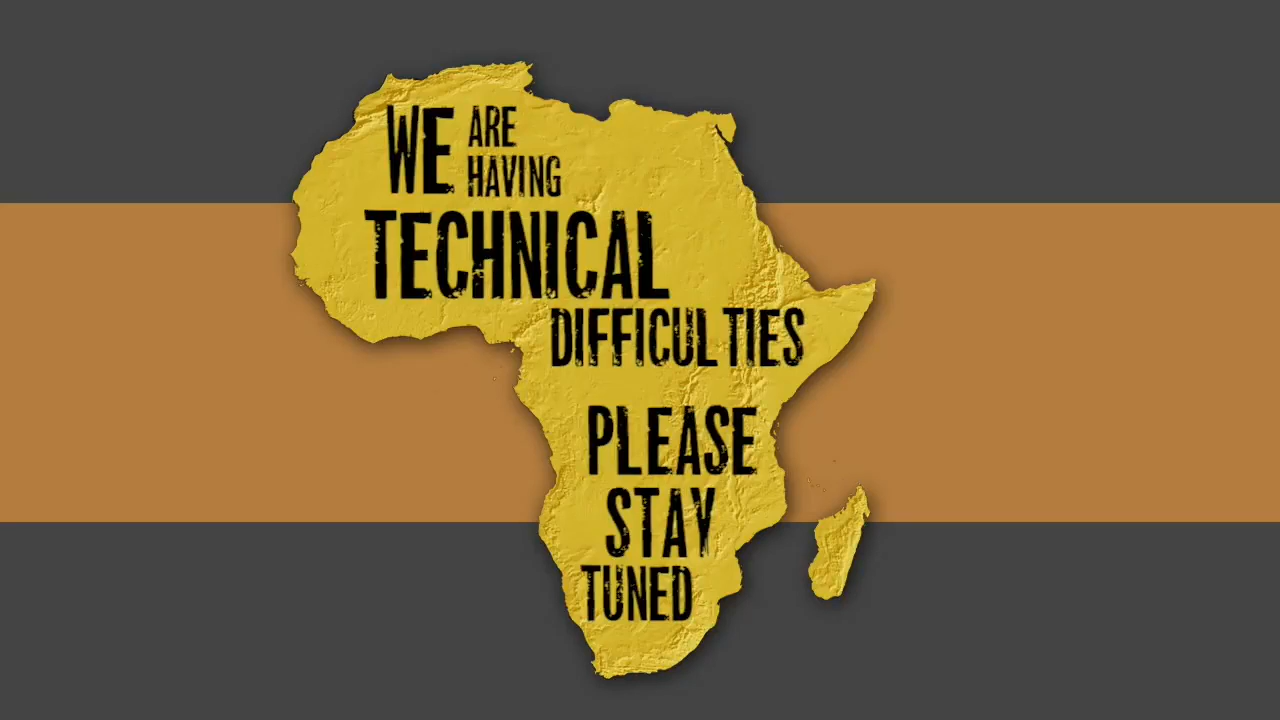 WE ARE
HAVING
TECHNICAL
DIFFICULTIES
PLEASE
STAY
TUNED